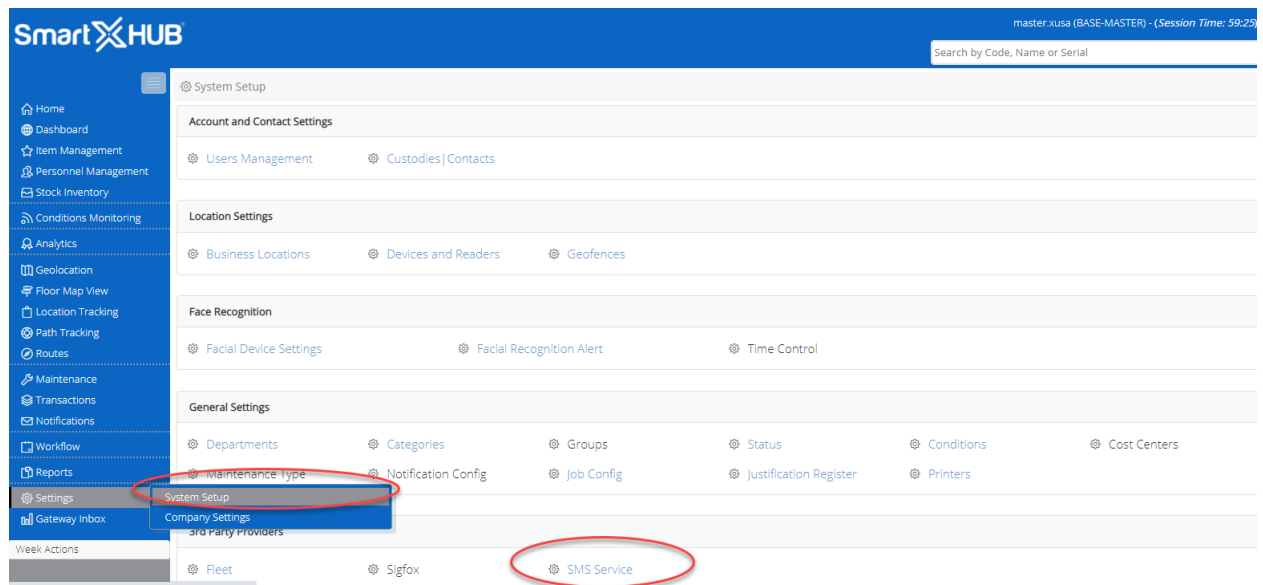 SmartXHUB
master.xusa (BASE-MASTER) - (Session Time: 59:25)
Search by Code, Name or Serial
System Setup
Home
Dashboard
Item Management
Personnel Management
Stock Inventory
Conditions Monitoring
Analytics
Geolocation
Floor Map View
Location Tracking
Path Tracking
Routes
Maintenance
Transactions
Notifications
Workflow
Reports
Settings
Gateway Inbox
Week Actions
System Setup
Company Settings
Account and Contact Settings
Users Management Custodies|Contacts
Location Settings
Business Locations Devices and Readers Geofences
Face Recognition
Facial Device Settings Facial Recognition Alert Time Control
General Settings
Departments Categories Groups Status Conditions Cost Centers
Maintenance Type Notification Config Job Config Justification Register Printers
3rd Party Providers
Fleet Sigfox SMS Service